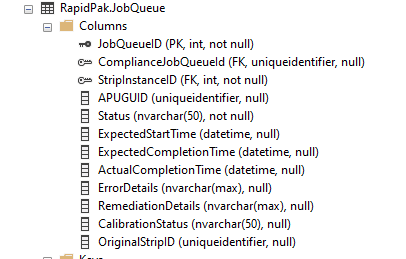 RapidPak.JobQueue
Columns
JobQueueID (PK, int, not null)
ComplianceJobQueueId (FK, uniqueidentifier, null)
StripInstanceID (FK, int, not null)
APUGUID (uniqueidentifier, null)
Status (nvarchar(50), not null)
ExpectedStartTime (datetime, null)
ExpectedCompletionTime (datetime, null)
ActualCompletionTime (datetime, null)
ErrorDetails (nvarchar(max), null)
RemediationDetails (nvarchar(max), null)
CalibrationStatus (nvarchar(50), null)
OriginalStripID (uniqueidentifier, null)